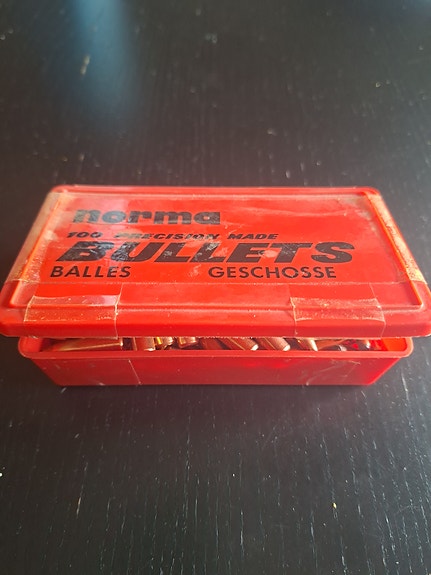 norma
100 PRECISION MADE
BULLETS
BALLES GESCHOSSE